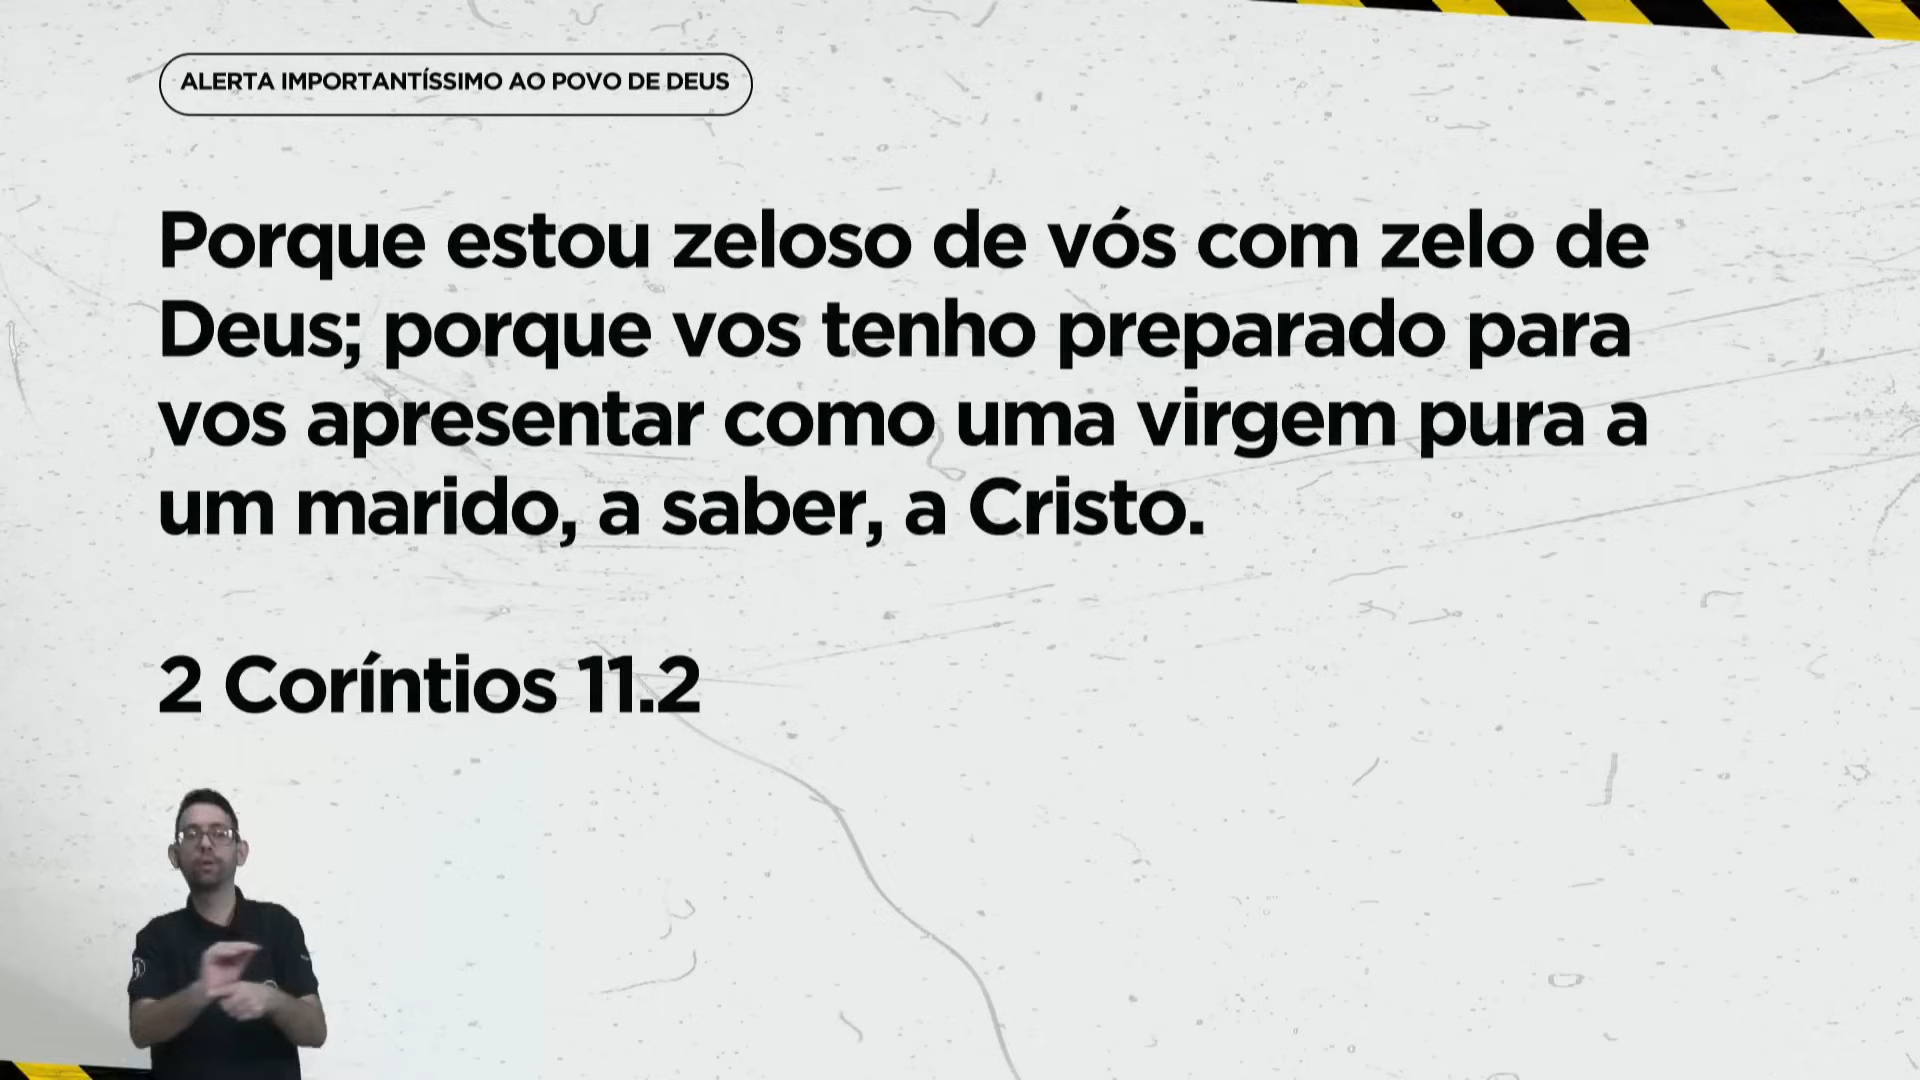 ALERTA IMPORTANTÍSSIMO AO POVO DE DEUS
Porque estou zeloso de vós com zelo de
Deus; porque vos tenho preparado para
vos apresentar como uma virgem pura a
um marido, a saber, a Cristo.
2 Coríntios 11.2